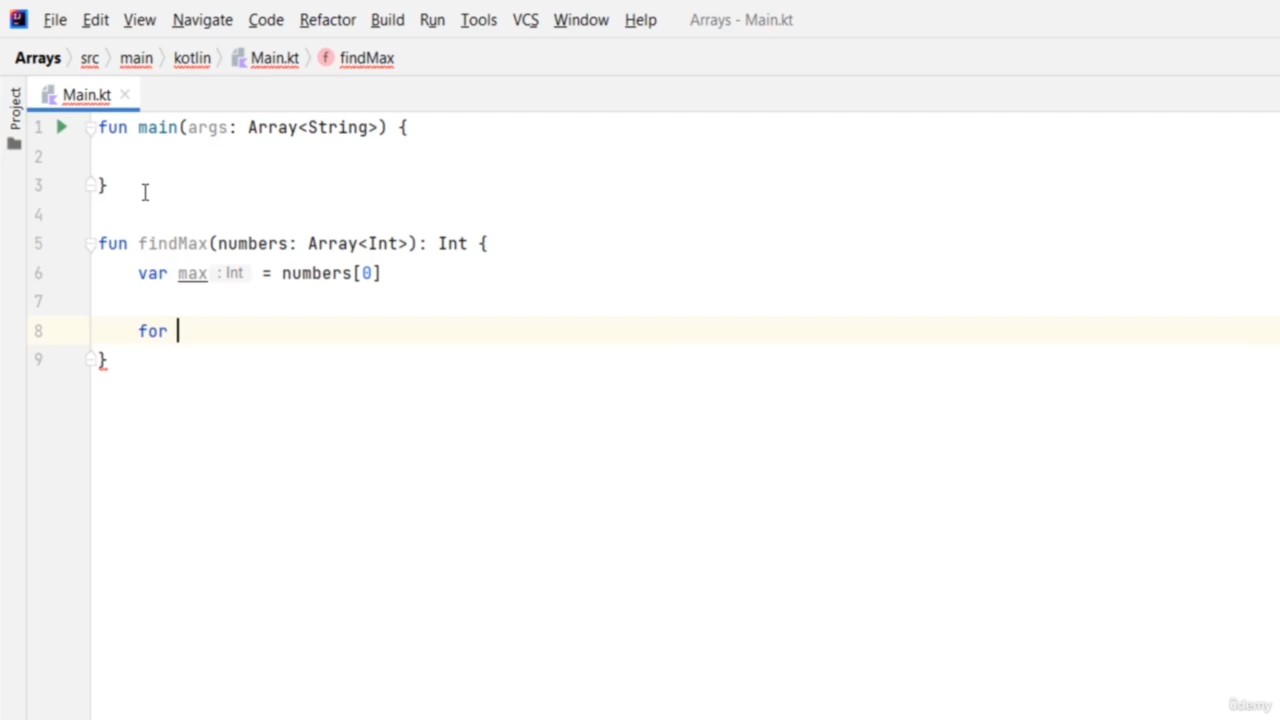 File Edit View Navigate Code Refactor Build Run Tools VCS Window Help Arrays - Main.kt
Arrays src main kotlin Main.kt f findMax
Project
Main.kt
1 fun main(args: Array<String>) {
2
3 }
4
5 fun findMax(numbers: Array<Int>): Int {
6 var max : Int = numbers[0]
7
8 for
9 }
ûdemy